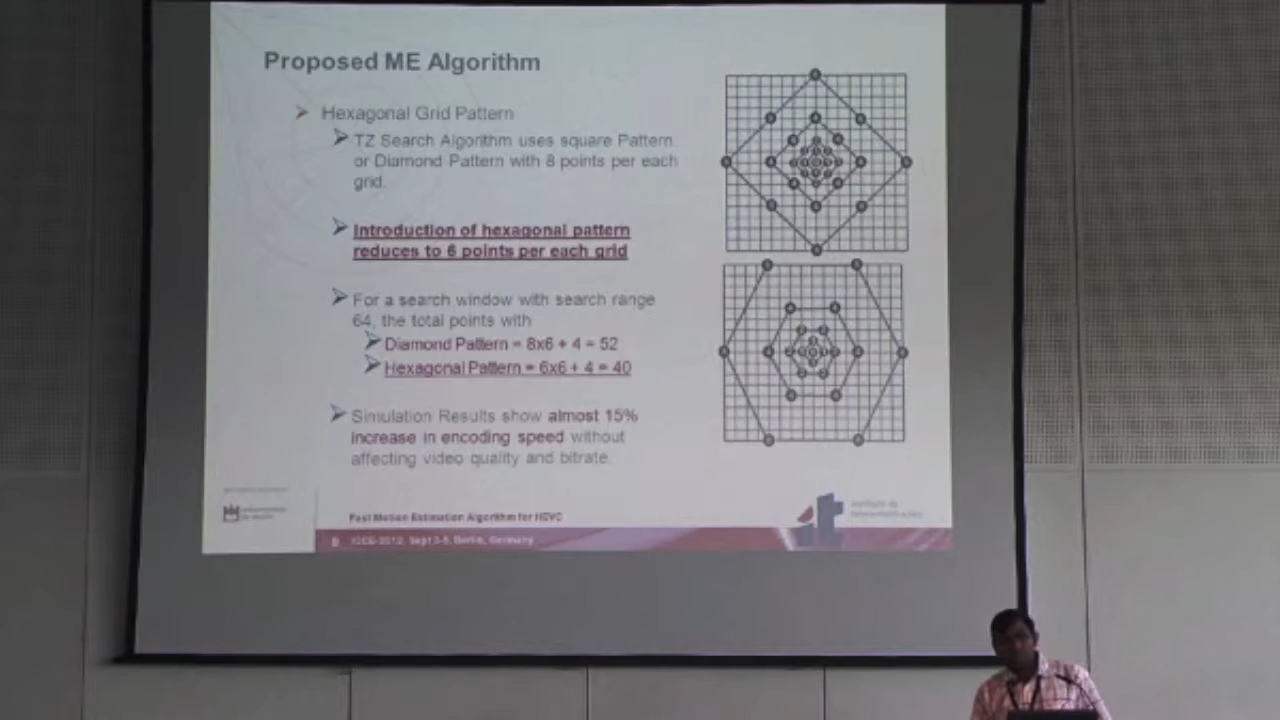 Proposed ME Algorithm
Hexagonal Grid Pattern
TZ Search Algorithm uses square Pattern
or Diamond Pattern with 8 points per each
grid.
Introduction of hexagonal pattern
reduces to 6 points per each grid
For a search window with search range
64, the total points with
Diamond Pattern = 8x6 + 4 = 52
Hexagonal Pattern = 6x6 + 4 = 40
Simulation Results show almost 15%
increase in encoding speed without
affecting video quality and bitrate.
Fast Motion Estimation Algorithm for HEVC
Sept 3-5, Berlin, Germany
it